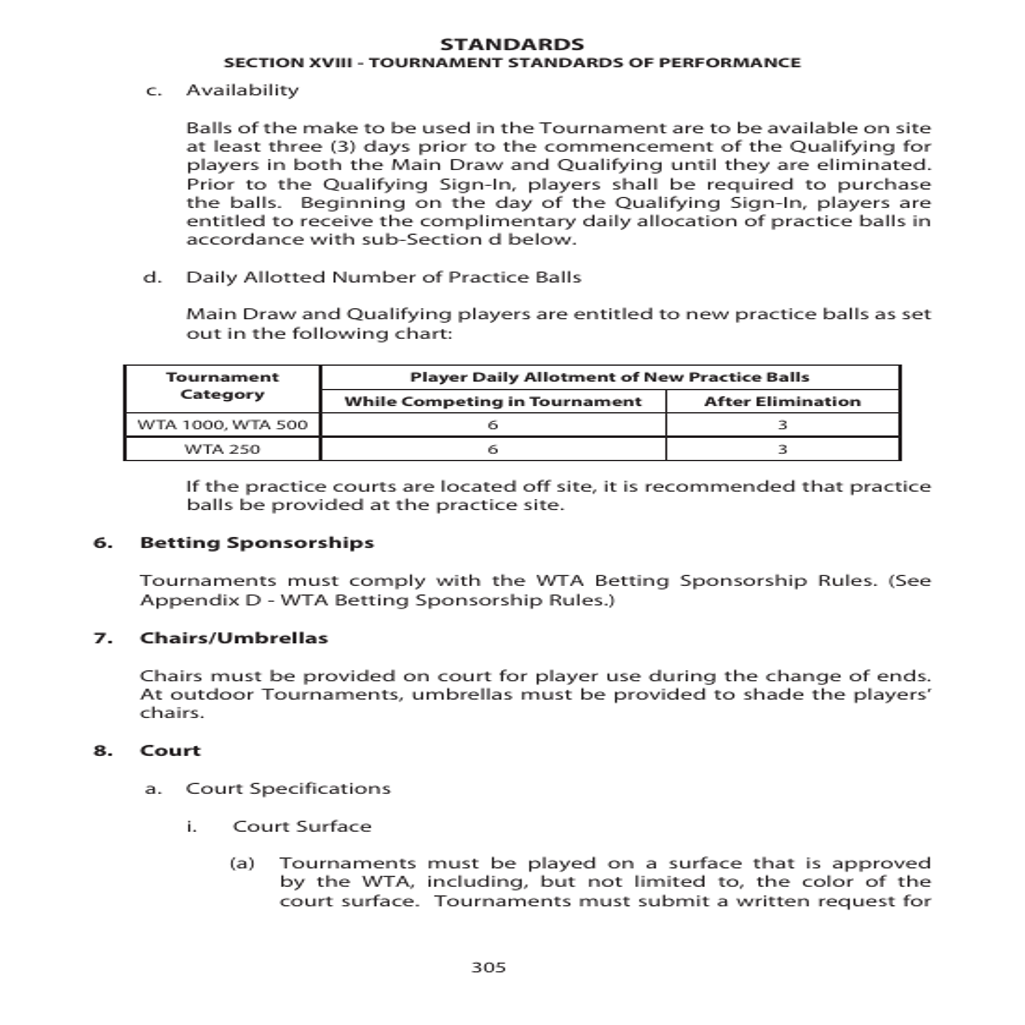 STANDARDS
SECTION XVIII - TOURNAMENT STANDARDS OF PERFORMANCE
c. Availability
Balls of the make to be used in the Tournament are to be available on site
at least three (3) days prior to the commencement of the Qualifying for
players in both the Main Draw and Qualifying until they are eliminated.
Prior to the Qualifying Sign-In, players shall be required to purchase
the balls. Beginning on the day of the Qualifying Sign-In, players are
entitled to receive the complimentary daily allocation of practice balls in
accordance with sub-Section d below.
d. Daily Allotted Number of Practice Balls
Main Draw and Qualifying players are entitled to new practice balls as set
out in the following chart:
Tournament Category
Player Daily Allotment of New Practice Balls
While Competing in Tournament After Elimination
WTA 1000, WTA 500 6 3
WTA 250 6 3
If the practice courts are located off site, it is recommended that practice
balls be provided at the practice site.
6. Betting Sponsorships
Tournaments must comply with the WTA Betting Sponsorship Rules. (See
Appendix D - WTA Betting Sponsorship Rules.)
7. Chairs/Umbrellas
Chairs must be provided on court for player use during the change of ends.
At outdoor Tournaments, umbrellas must be provided to shade the players’
chairs.
8. Court
a. Court Specifications
i. Court Surface
(a) Tournaments must be played on a surface that is approved
by the WTA, including, but not limited to, the color of the
court surface. Tournaments must submit a written request for
305